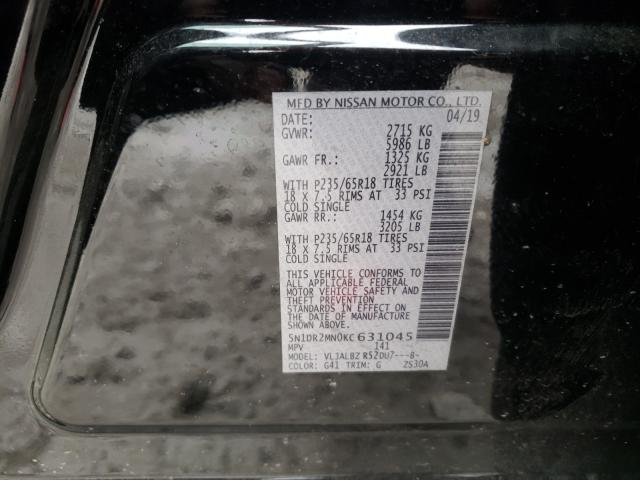 MFD BY NISSAN MOTOR CO., LTD.
DATE: 04/19
GVWR: 2715 KG
5986 LB
GAWR FR.: 1325 KG
2921 LB
WITH P235/65R18 TIRES
18 X 7.5 RIMS AT 33 PSI
COLD SINGLE
GAWR RR.: 1454 KG
3205 LB
WITH P235/65R18 TIRES
18 X 7.5 RIMS AT 33 PSI
COLD SINGLE
THIS VEHICLE CONFORMS TO
ALL APPLICABLE FEDERAL
MOTOR VEHICLE SAFETY AND
THEFT PREVENTION
STANDARDS IN EFFECT ON
THE DATE OF MANUFACTURE
SHOWN ABOVE.
5N1DR2MN0KC631045
MPV 141
MODEL: VLJALBZ R52DU7---8-
COLOR: G41 TRIM: G 2S30A